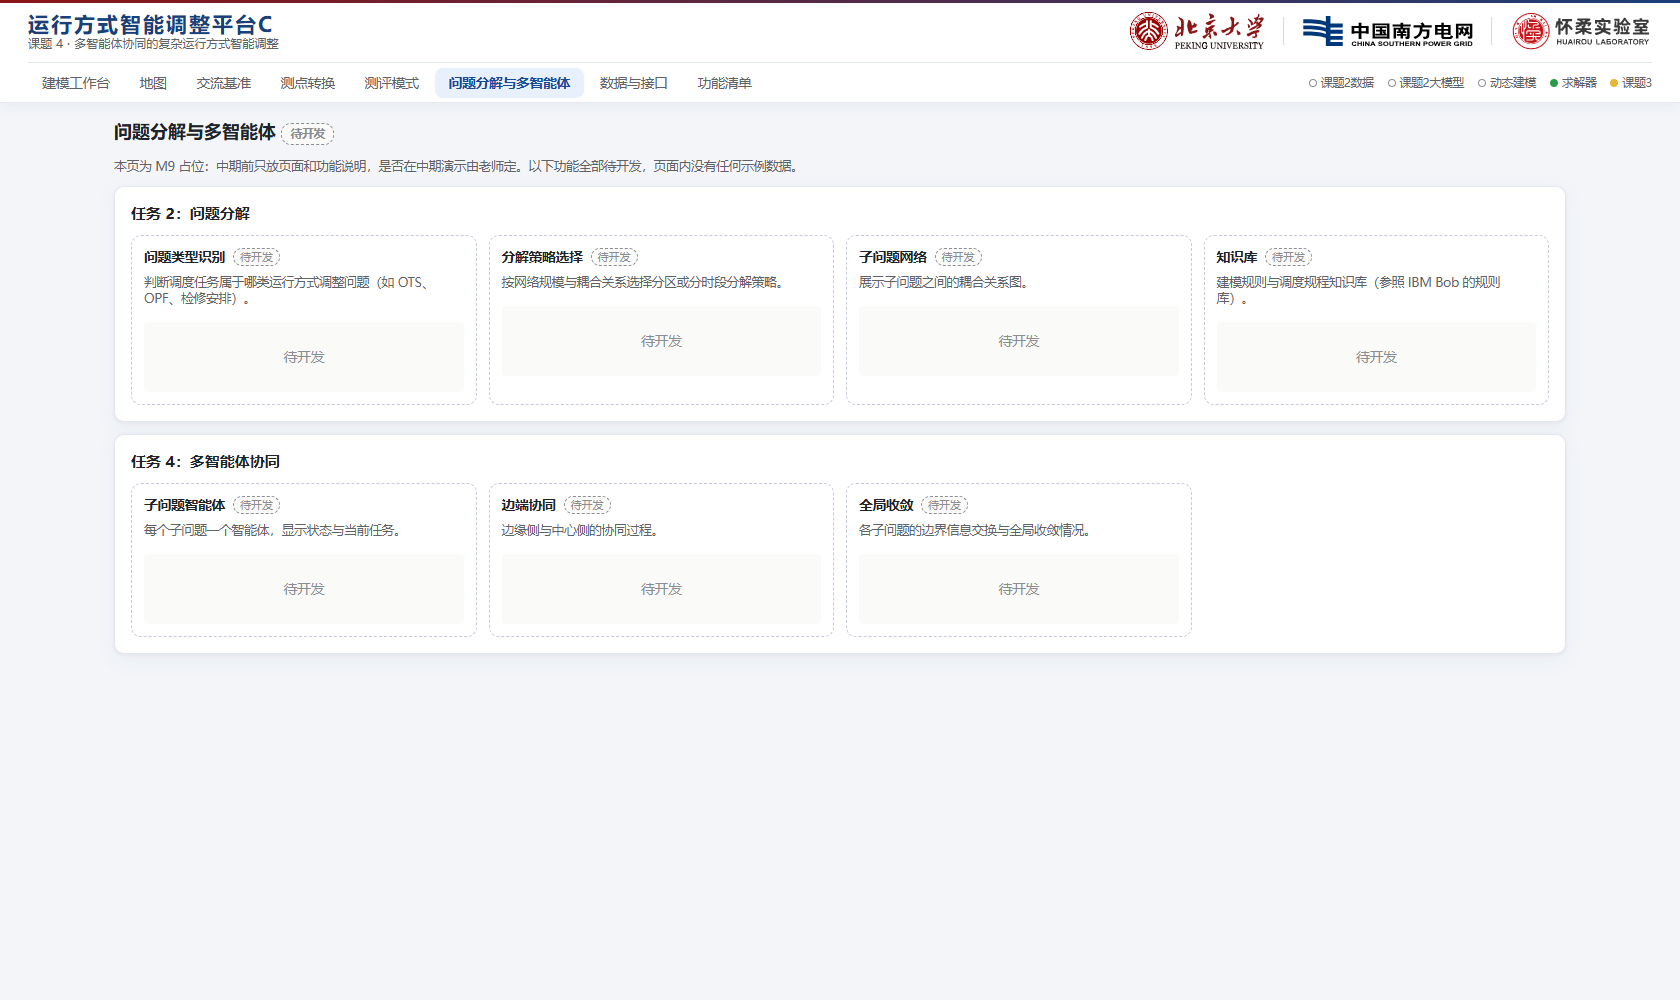 运行方式智能调整平台C
课题 4 · 多智能体协同的复杂运行方式智能调整
北京大学
PEKING UNIVERSITY
中国南方电网
CHINA SOUTHERN POWER GRID
怀柔实验室
HUAIROU LABORATORY
建模工作台
地图
交流基准
测点转换
测评模式
问题分解与多智能体
数据与接口
功能清单
课题2数据
课题2大模型
动态建模
求解器
课题3
问题分解与多智能体 待开发
本页为 M9 占位：中期前只放页面和功能说明，是否在中期演示由老师定。以下功能全部待开发，页面内没有任何示例数据。
任务 2：问题分解
问题类型识别 待开发
判断调度任务属于哪类运行方式调整问题（如 OTS、
OPF、检修安排）。
待开发
分解策略选择 待开发
按网络规模与耦合关系选择分区或分时段分解策略。
待开发
子问题网络 待开发
展示子问题之间的耦合关系图。
待开发
知识库 待开发
建模规则与调度规程知识库（参照 IBM Bob 的规则
库）。
待开发
任务 4：多智能体协同
子问题智能体 待开发
每个子问题一个智能体，显示状态与当前任务。
待开发
边端协同 待开发
边缘侧与中心侧的协同过程。
待开发
全局收敛 待开发
各子问题的边界信息交换与全局收敛情况。
待开发